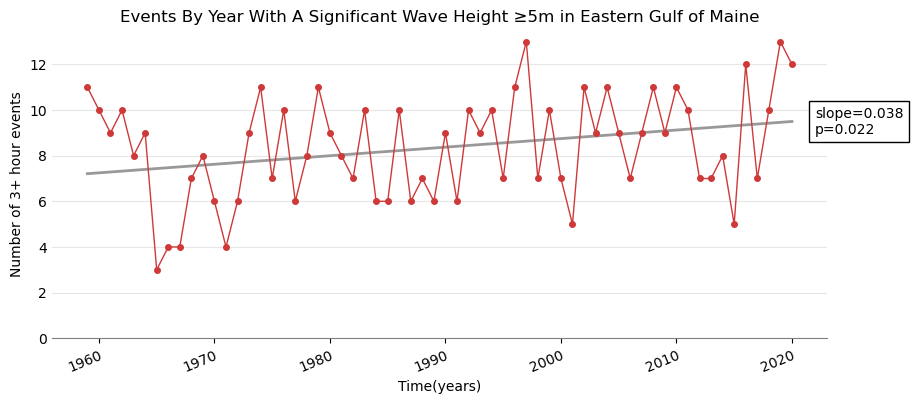 Events By Year With A Significant Wave Height ≥5m in Eastern Gulf of Maine
Number of 3+ hour events
12
10
8
6
4
2
0
slope=0.038
p=0.022
1960
1970
1980
1990
2000
2010
2020
Time(years)